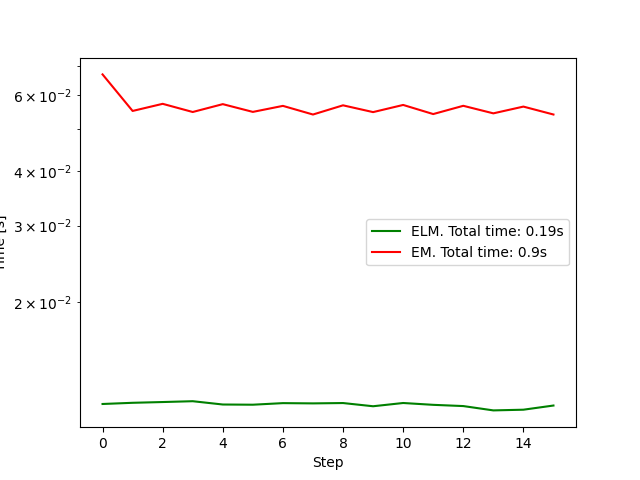 6 × 10⁻²
4 × 10⁻²
3 × 10⁻²
2 × 10⁻²
Time [s]
ELM. Total time: 0.19s
EM. Total time: 0.9s
0 2 4 6 8 10 12 14
Step